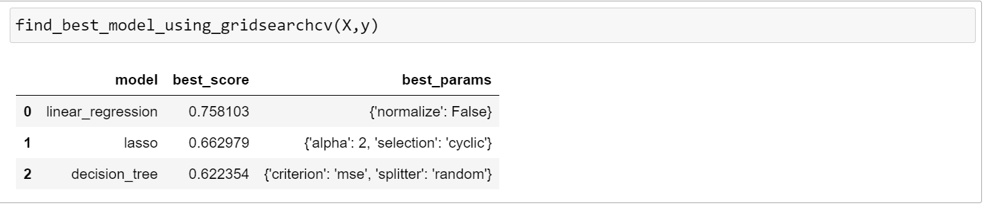 find_best_model_using_gridsearchcv(X,y)
model best_score best_params
0 linear_regression 0.758103 {'normalize': False}
1 lasso 0.662979 {'alpha': 2, 'selection': 'cyclic'}
2 decision_tree 0.622354 {'criterion': 'mse', 'splitter': 'random'}